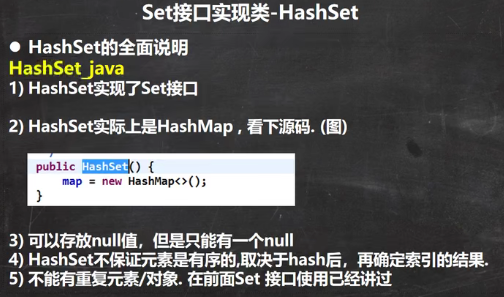 Set接口实现类-HashSet
● HashSet的全面说明
HashSet_java
1) HashSet实现了Set接口
2) HashSet实际上是HashMap , 看下源码. (图)
public HashSet() {
map = new HashMap<>();
}
3) 可以存放null值，但是只能有一个null
4) HashSet不保证元素是有序的,取决于hash后，再确定索引的结果.
5) 不能有重复元素/对象. 在前面Set 接口使用已经讲过